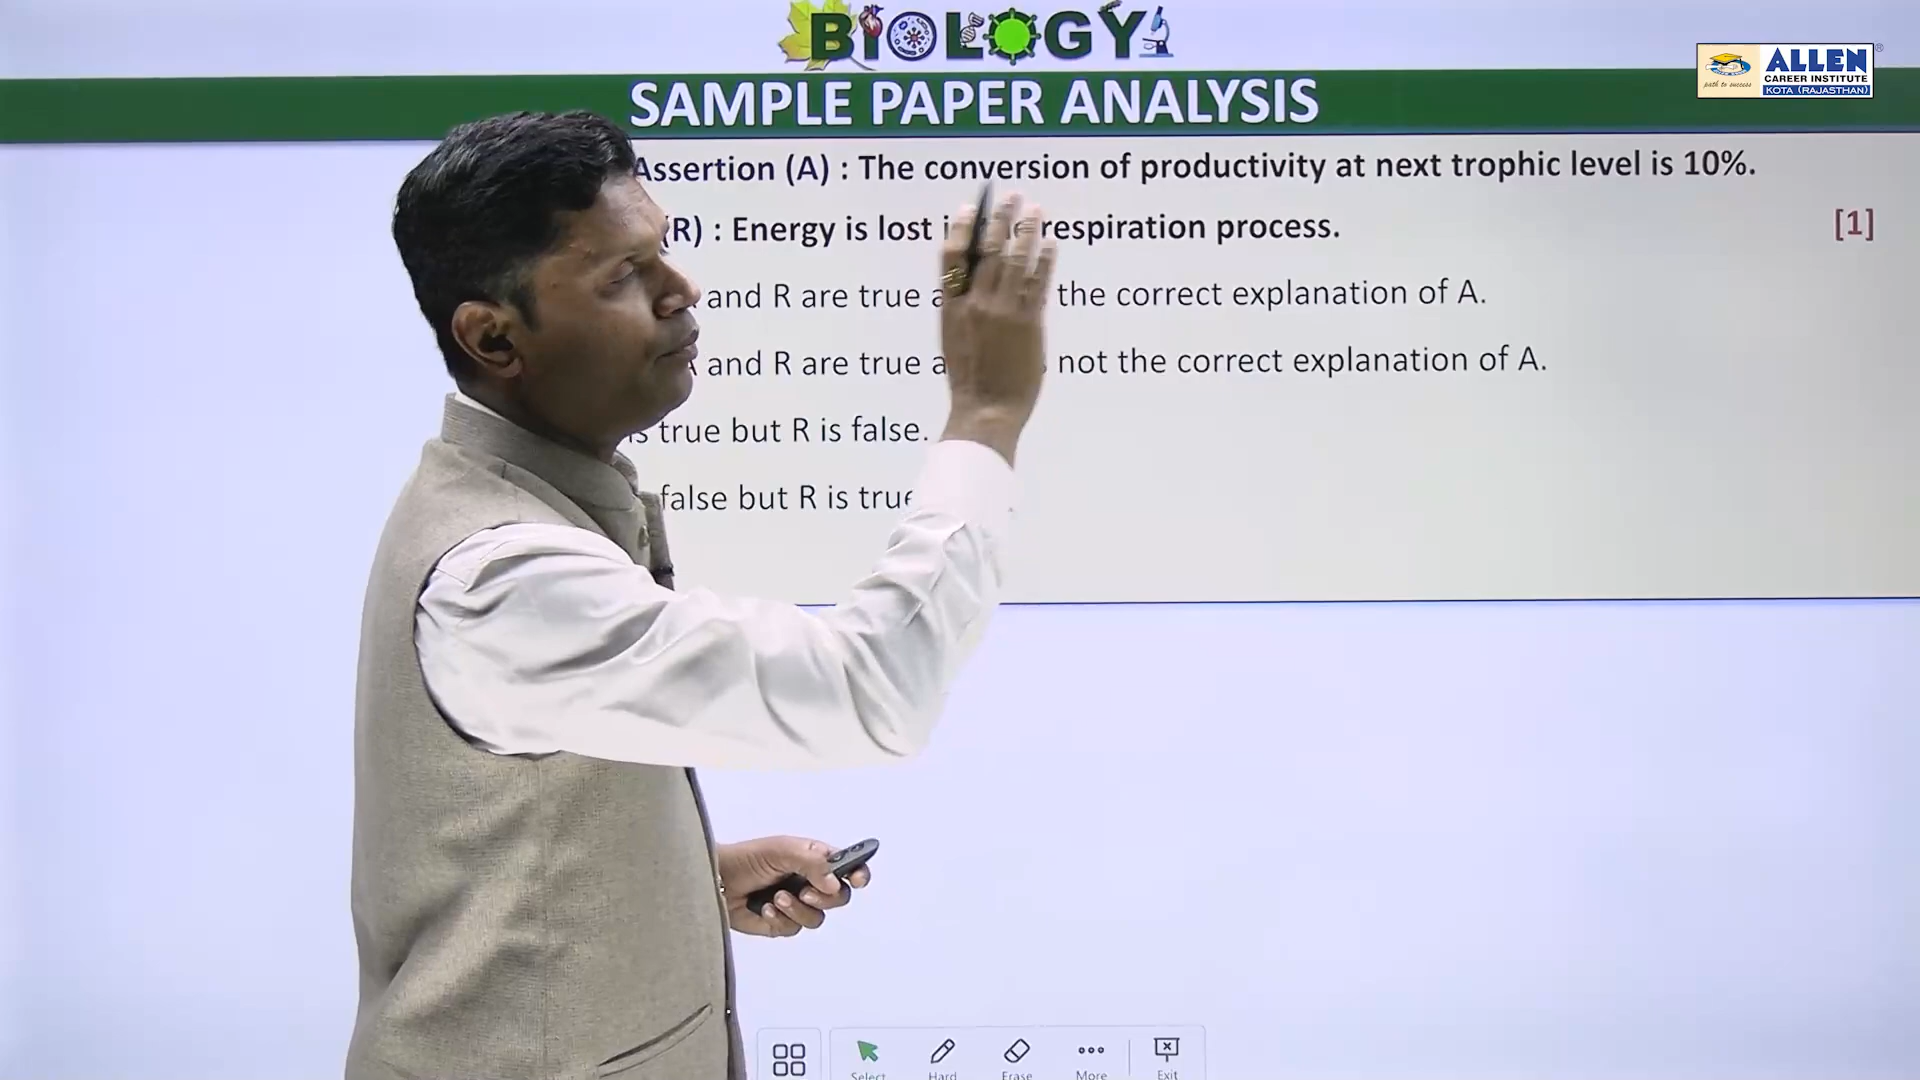 BIOLOGY
ALLEN
CAREER INSTITUTE
KOTA (RAJASTHAN)
path to success
SAMPLE PAPER ANALYSIS
Assertion (A) : The conversion of productivity at next trophic level is 10%.
(R) : Energy is lost respiration process. [1]
and R are true the correct explanation of A.
and R are true not the correct explanation of A.
is true but R is false.
false but R is true
Select Hard Erase More Exit